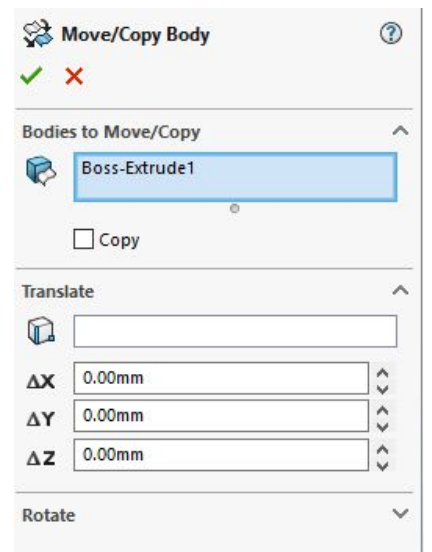 Move/Copy Body
Bodies to Move/Copy
Boss-Extrude1
Copy
Translate
ΔX 0.00mm
ΔY 0.00mm
ΔZ 0.00mm
Rotate